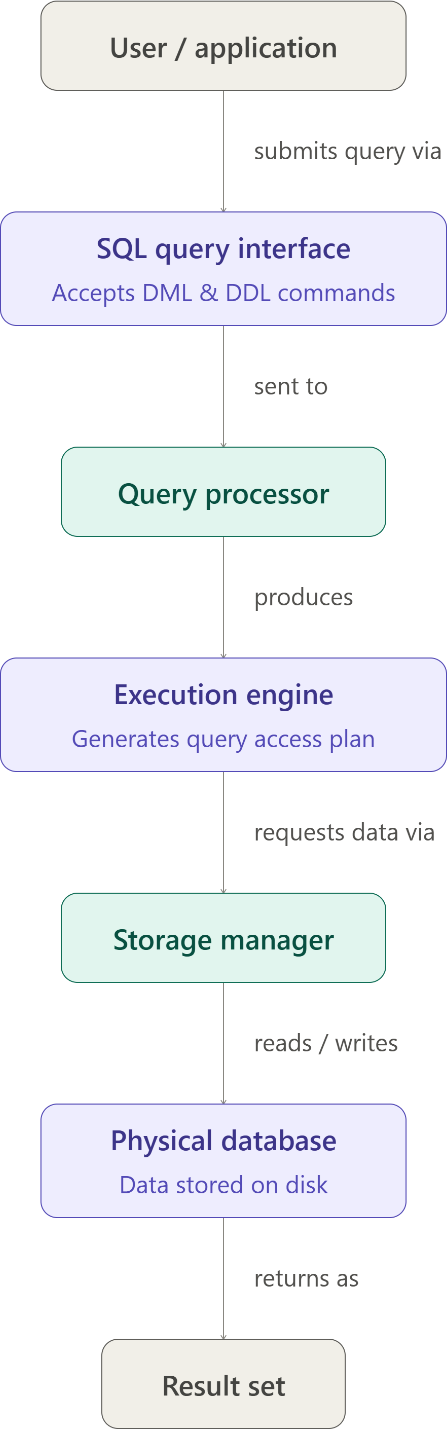 User / application
submits query via
SQL query interface
Accepts DML & DDL commands
sent to
Query processor
produces
Execution engine
Generates query access plan
requests data via
Storage manager
reads / writes
Physical database
Data stored on disk
returns as
Result set